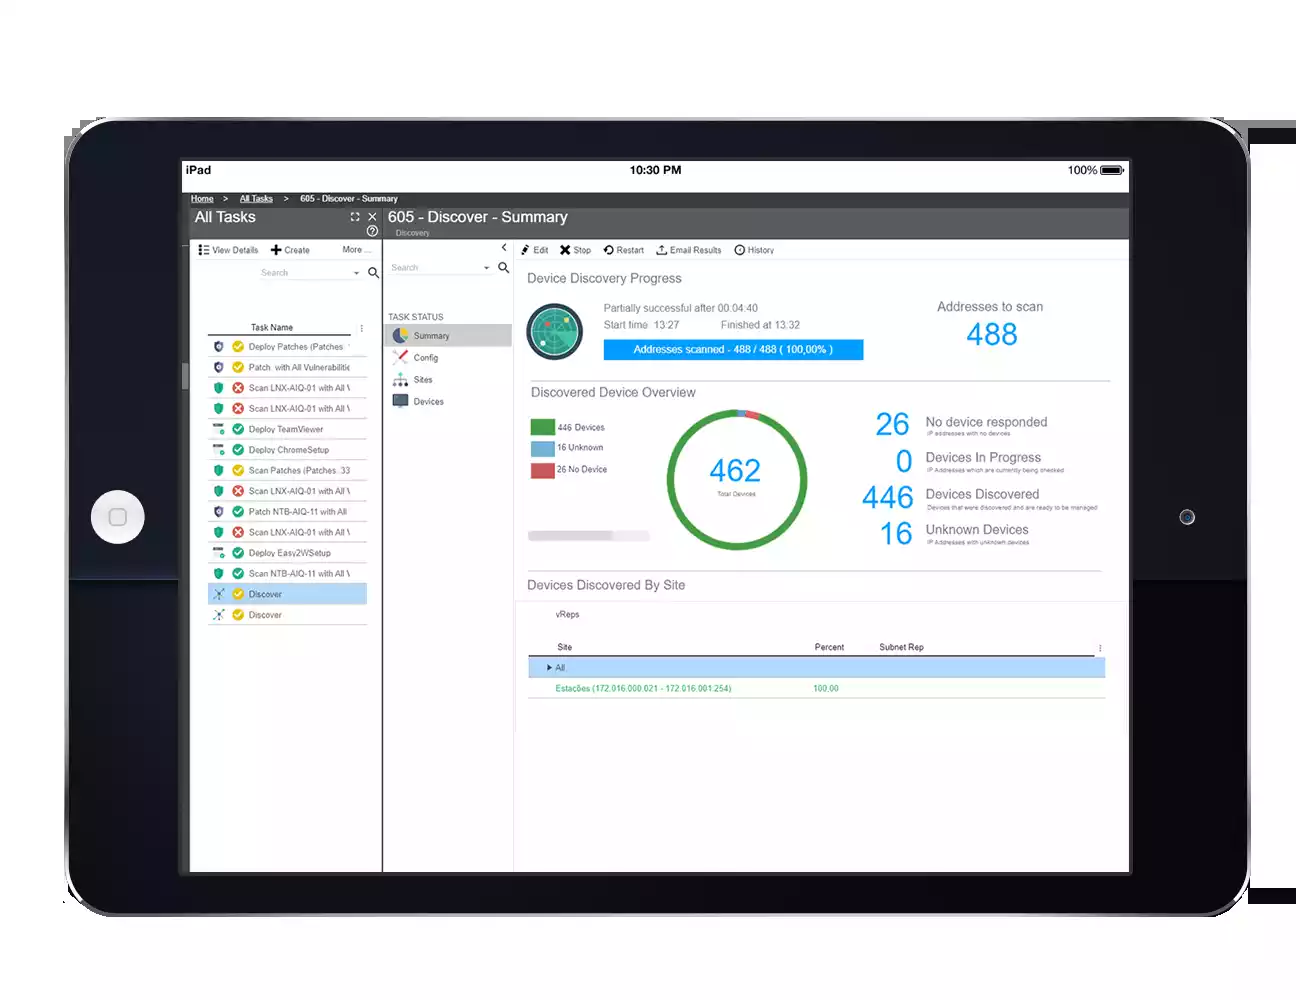 iPad 10:30 PM 100%
Home > All Tasks > 605 - Discover - Summary
All Tasks
605 - Discover - Summary
Discovery
View Details Create More ...
Search
Task Name
Deploy Patches (Patches
Patch with All Vulnerabilitie
Scan LNX-AIQ-01 with All V
Scan LNX-AIQ-01 with All V
Deploy TeamViewer
Deploy ChromeSetup
Scan Patches (Patches .33
Scan LNX-AIQ-01 with All V
Patch NTB-AIQ-11 with All
Scan LNX-AIQ-01 with All V
Deploy Easy2WSetup
Scan NTB-AIQ-11 with All V
Discover
Discover
Search
TASK STATUS
Summary
Config
Sites
Devices
Edit Stop Restart Email Results History
Device Discovery Progress
Partially successful after 00:04:40
Start time 13:27 Finished at 13:32
Addresses scanned - 488 / 488 ( 100,00% )
Addresses to scan
488
Discovered Device Overview
446 Devices
16 Unknown
26 No Device
462
Total Devices
26 No device responded
IP addresses with no devices
0 Devices In Progress
IP Addresses which are currently being checked
446 Devices Discovered
Devices that were discovered and are ready to be managed
16 Unknown Devices
IP Addresses with unknown devices
Devices Discovered By Site
vReps
Site Percent Subnet Rep
All
Estações (172.016.000.021 - 172.016.001.254) 100,00